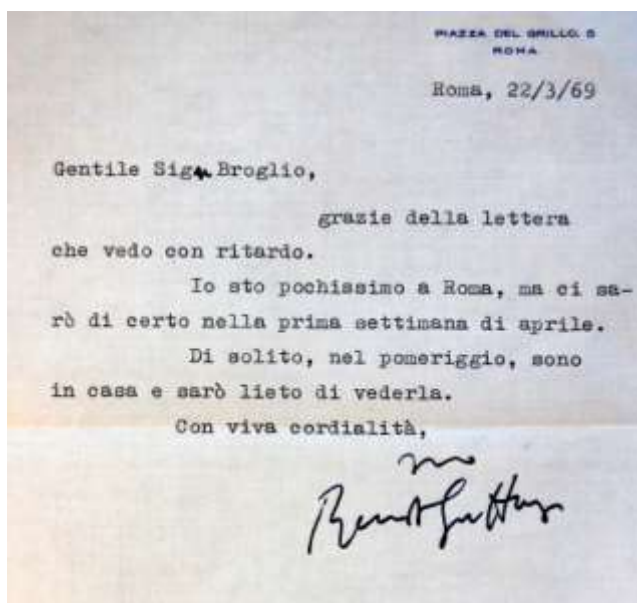 PIAZZA DEL GRILLO, 5
ROMA
Roma, 22/3/69
Gentile Sig. Broglio,
grazie della lettera
che vedo con ritardo.
Io sto pochissimo a Roma, ma ci sa-
rò di certo nella prima settimana di aprile.
Di solito, nel pomeriggio, sono
in casa e sarò lieto di vederla.
Con viva cordialità,
Renato Guttuso